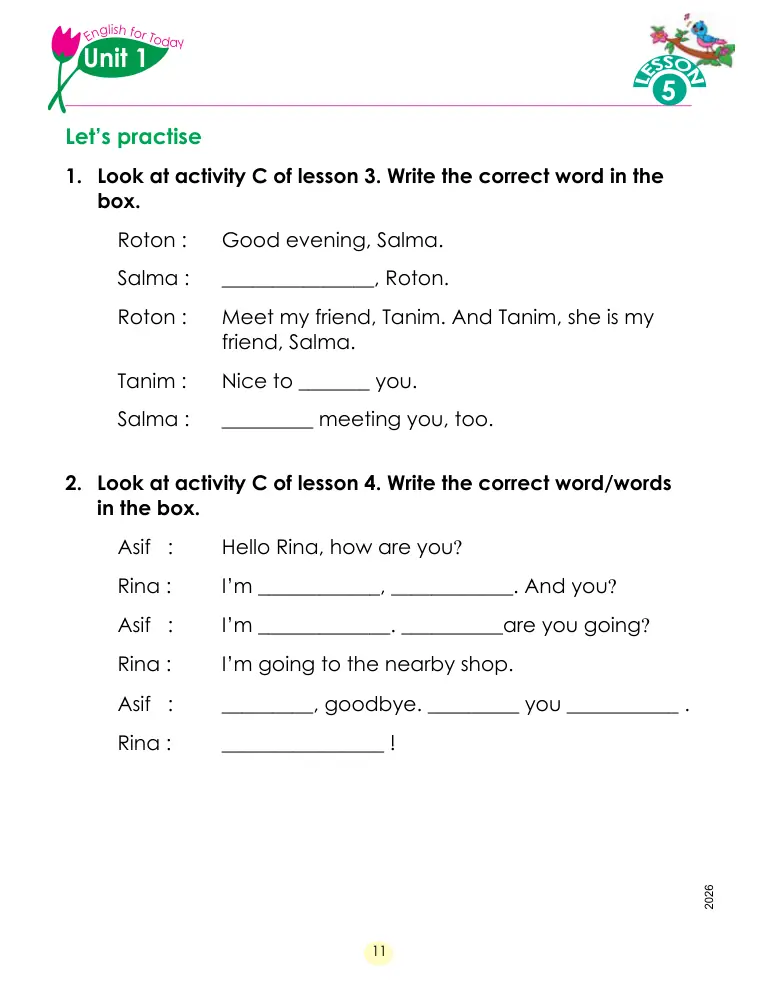 English for Today
Unit 1
LESSON
5
Let's practise
1. Look at activity C of lesson 3. Write the correct word in the
box.
Roton : Good evening, Salma.
Salma : _______________, Roton.
Roton : Meet my friend, Tanim. And Tanim, she is my
friend, Salma.
Tanim : Nice to _______ you.
Salma : _________ meeting you, too.
2. Look at activity C of lesson 4. Write the correct word/words
in the box.
Asif : Hello Rina, how are you?
Rina : I'm ____________, ____________. And you?
Asif : I'm _____________. __________are you going?
Rina : I'm going to the nearby shop.
Asif : _________, goodbye. _________ you ___________ .
Rina : ________________ !
2026
11